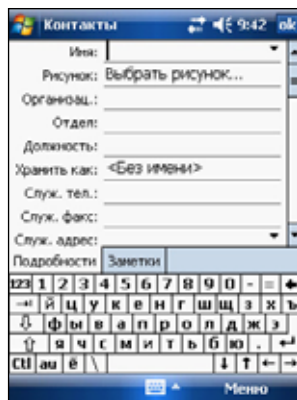 Контакты 9:42 ok
Имя:
Рисунок: Выбрать рисунок...
Организац.:
Отдел:
Должность:
Хранить как: <Без имени>
Служ. тел.:
Служ. факс:
Служ. адрес:
Подробности Заметки
123 1 2 3 4 5 6 7 8 9 0 - =
й ц у к е н г ш щ з х ъ
ф ы в а п р о л д ж э
я ч с м и т ь б ю .
Ctl au ё \
Меню